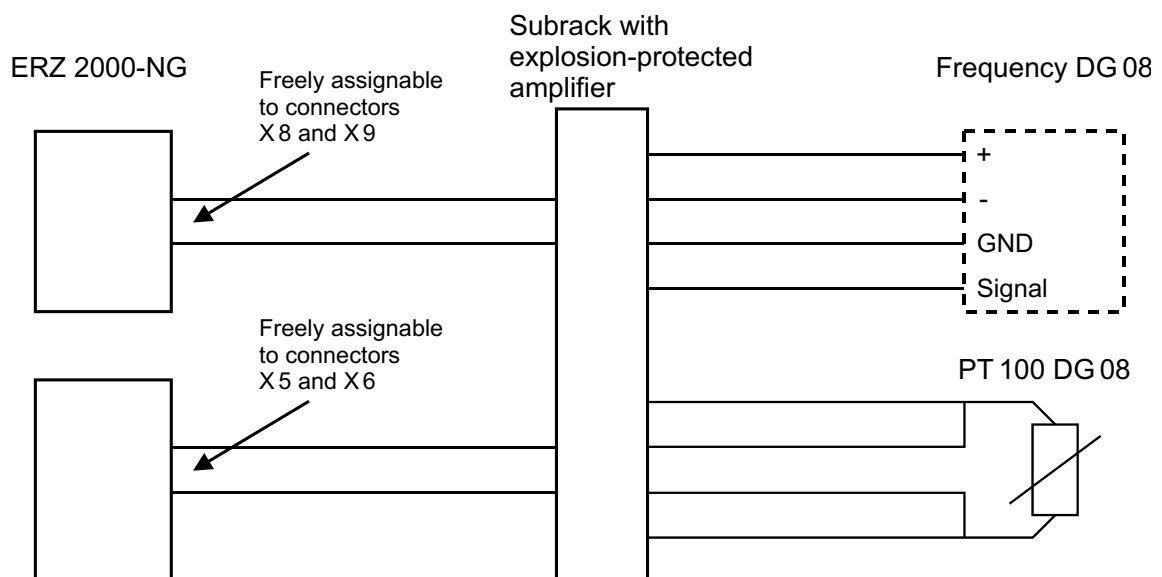 ERZ 2000-NG
Freely assignable
to connectors
X 8 and X 9
Subrack with
explosion-protected
amplifier
Frequency DG 08
+
-
GND
Signal
Freely assignable
to connectors
X 5 and X 6
PT 100 DG 08